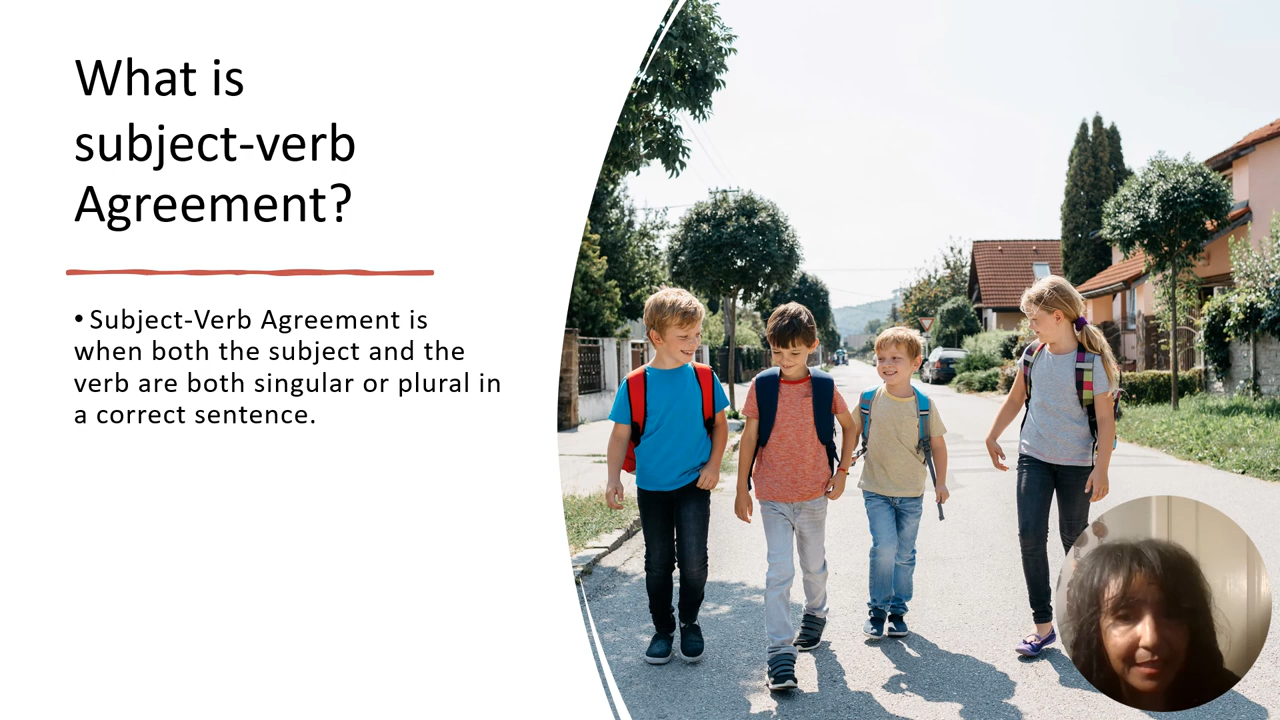 What is
subject-verb
Agreement?
• Subject-Verb Agreement is
when both the subject and the
verb are both singular or plural in
a correct sentence.